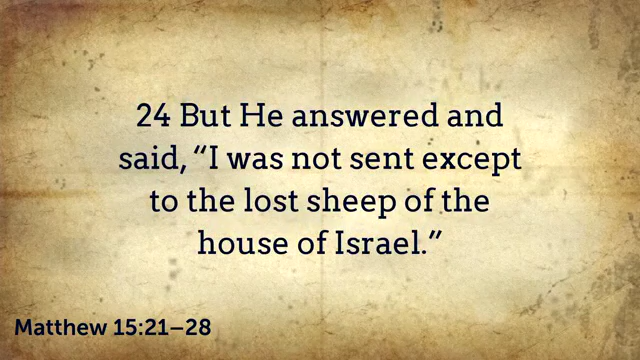 24 But He answered and
said, “I was not sent except
to the lost sheep of the
house of Israel.”
Matthew 15:21–28